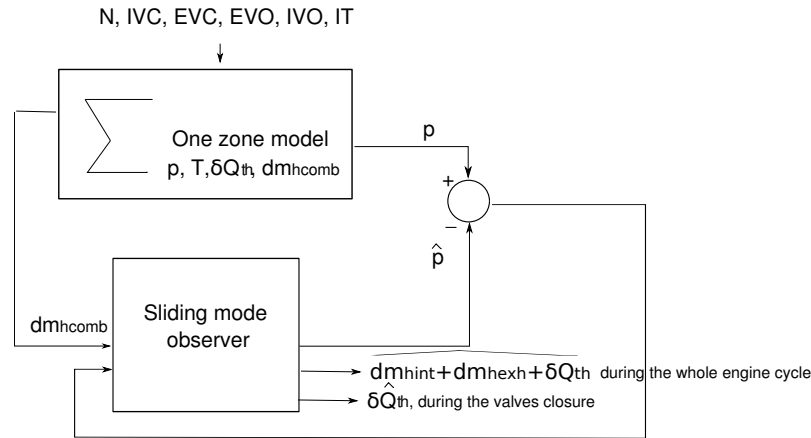 N, IVC, EVC, EVO, IVO, IT
One zone model
p, T,δQth, dmhcomb
p
+
−
p̂
Sliding mode
observer
dmhcomb
dmhint+dmhexh+δQth during the whole engine cycle
δQ̂th, during the valves closure